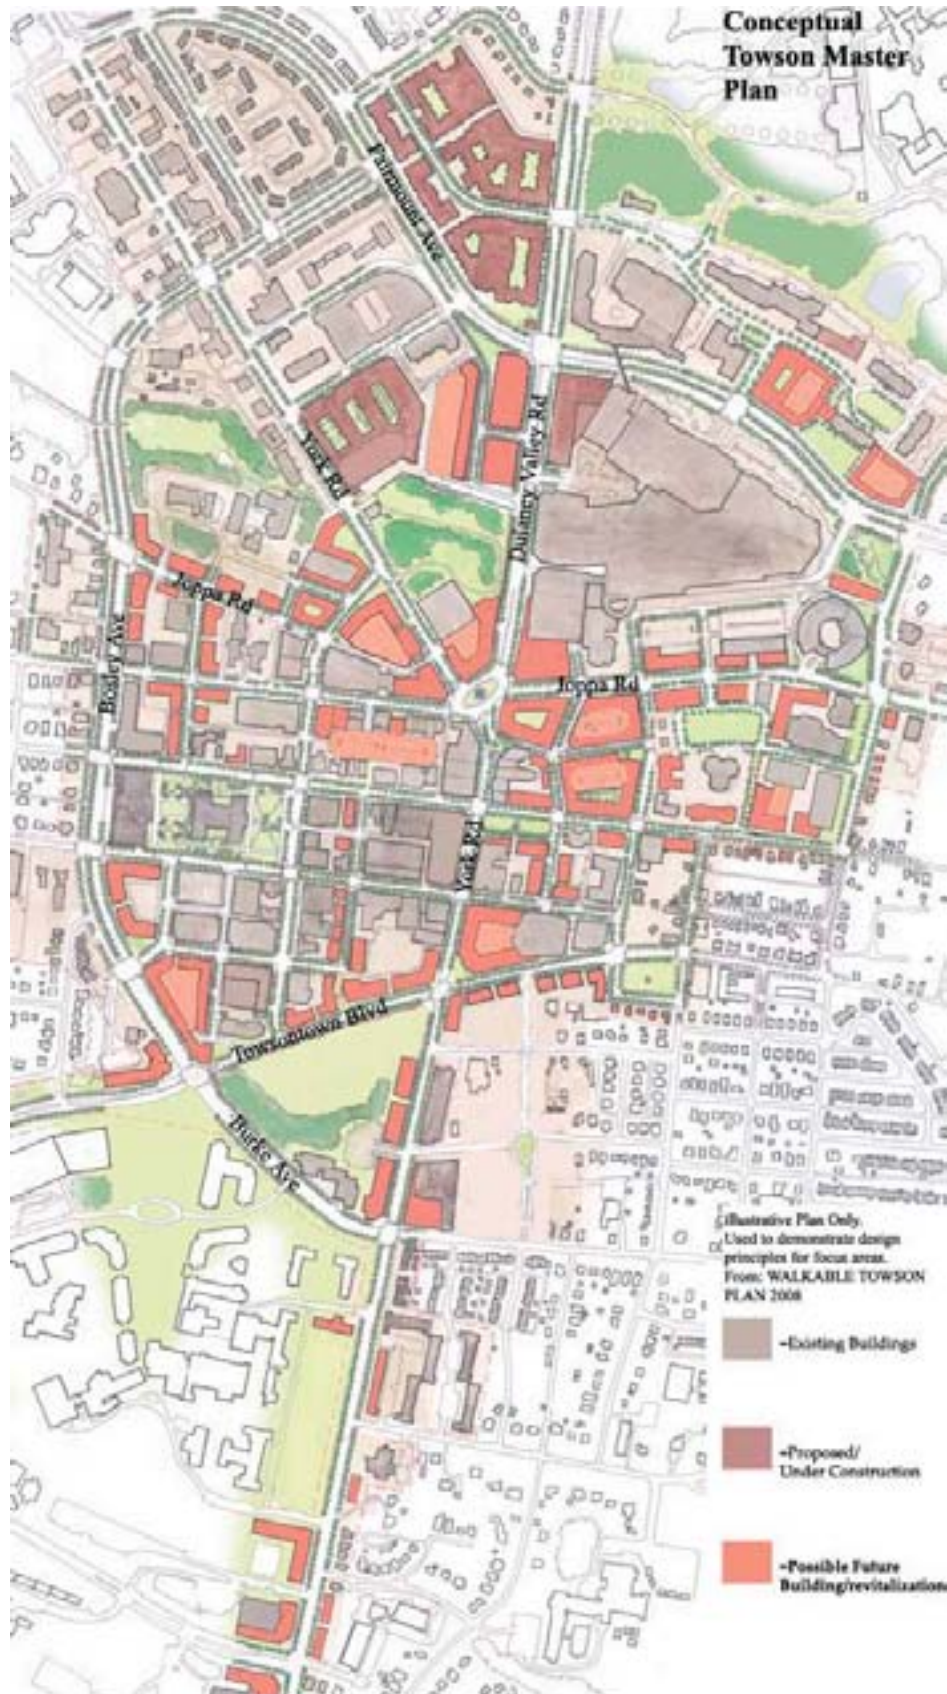 Conceptual
Towson Master
Plan
Fairmount Ave
York Rd
Dulaney Valley Rd
Joppa Rd
Bosley Ave
Joppa Rd
York Rd
Towsontown Blvd
Burke Ave
Illustrative Plan Only.
Used to demonstrate design
principles for focus areas.
From: WALKABLE TOWSON
PLAN 2008
=Existing Buildings
=Proposed/
Under Construction
=Possible Future
Building/revitalization